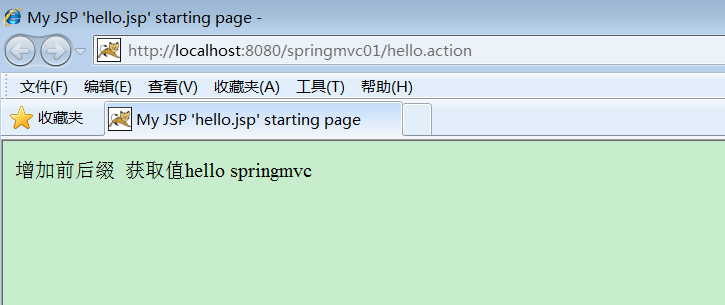 My JSP 'hello.jsp' starting page -
http://localhost:8080/springmvc01/hello.action
文件(F) 编辑(E) 查看(V) 收藏夹(A) 工具(T) 帮助(H)
收藏夹 My JSP 'hello.jsp' starting page
增加前后缀 获取值hello springmvc